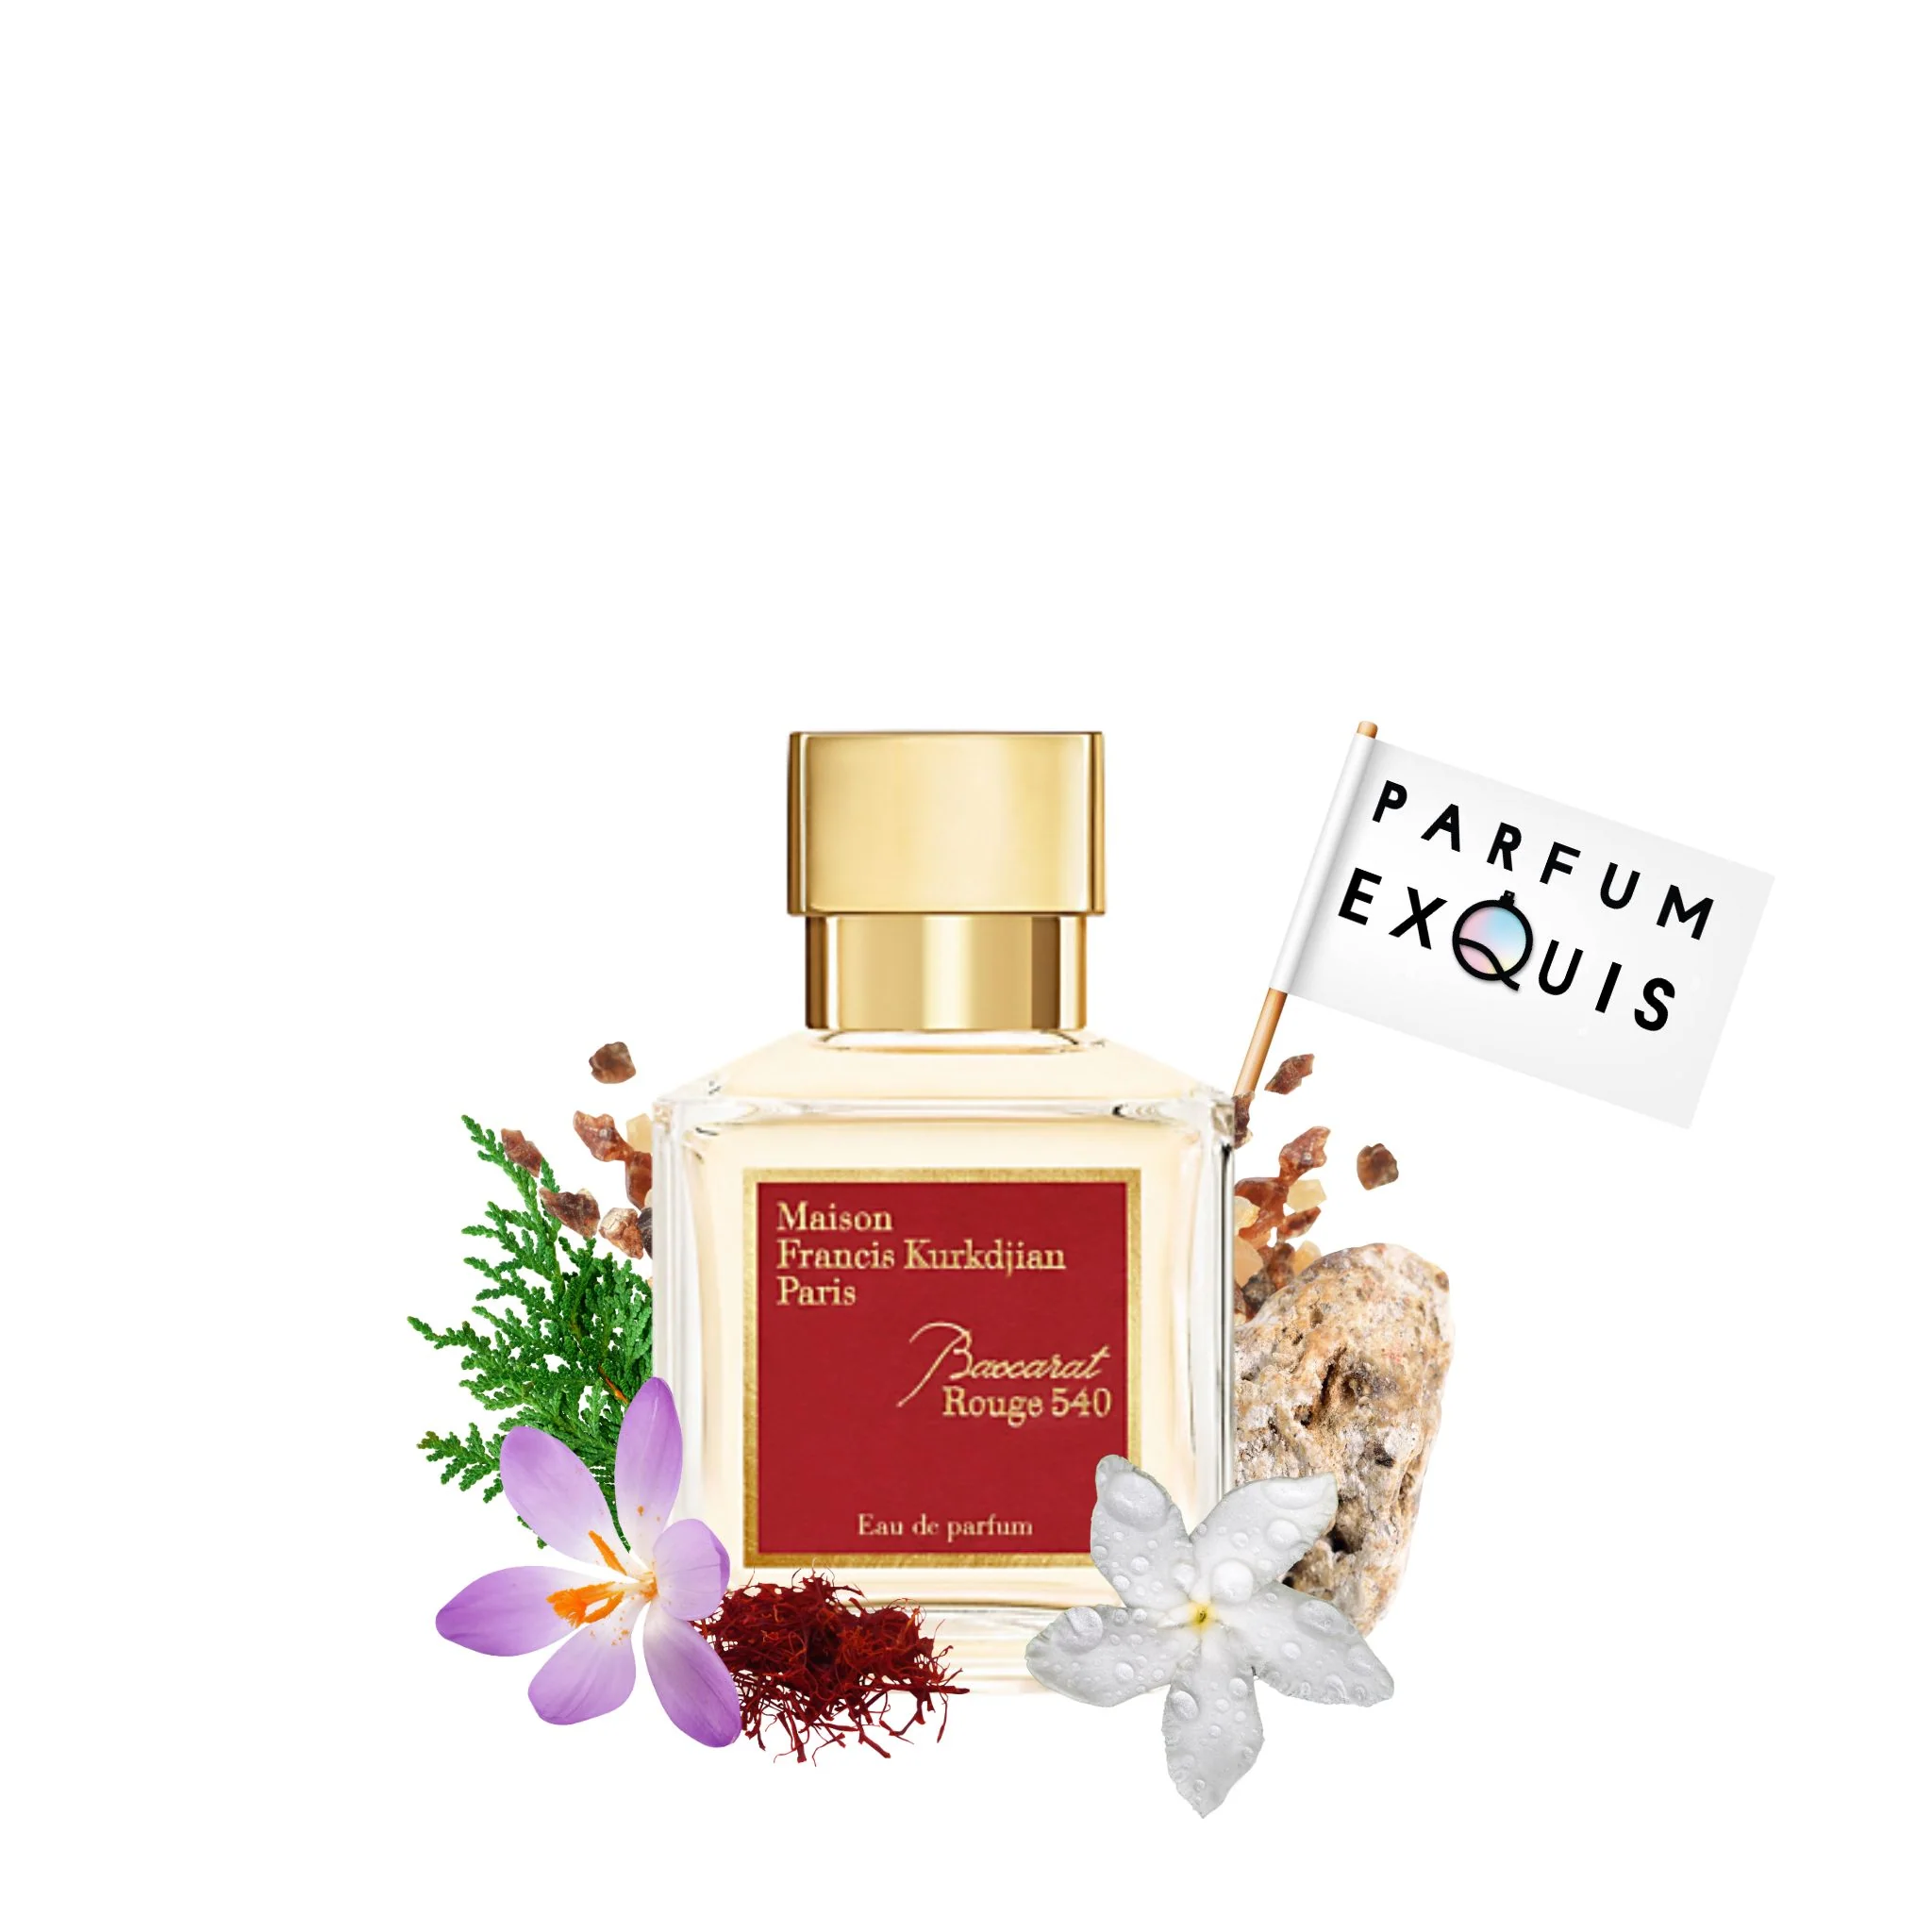 PARFUM
EXQUIS
Maison
Francis Kurkdjian
Paris
Baccarat
Rouge 540
Eau de parfum